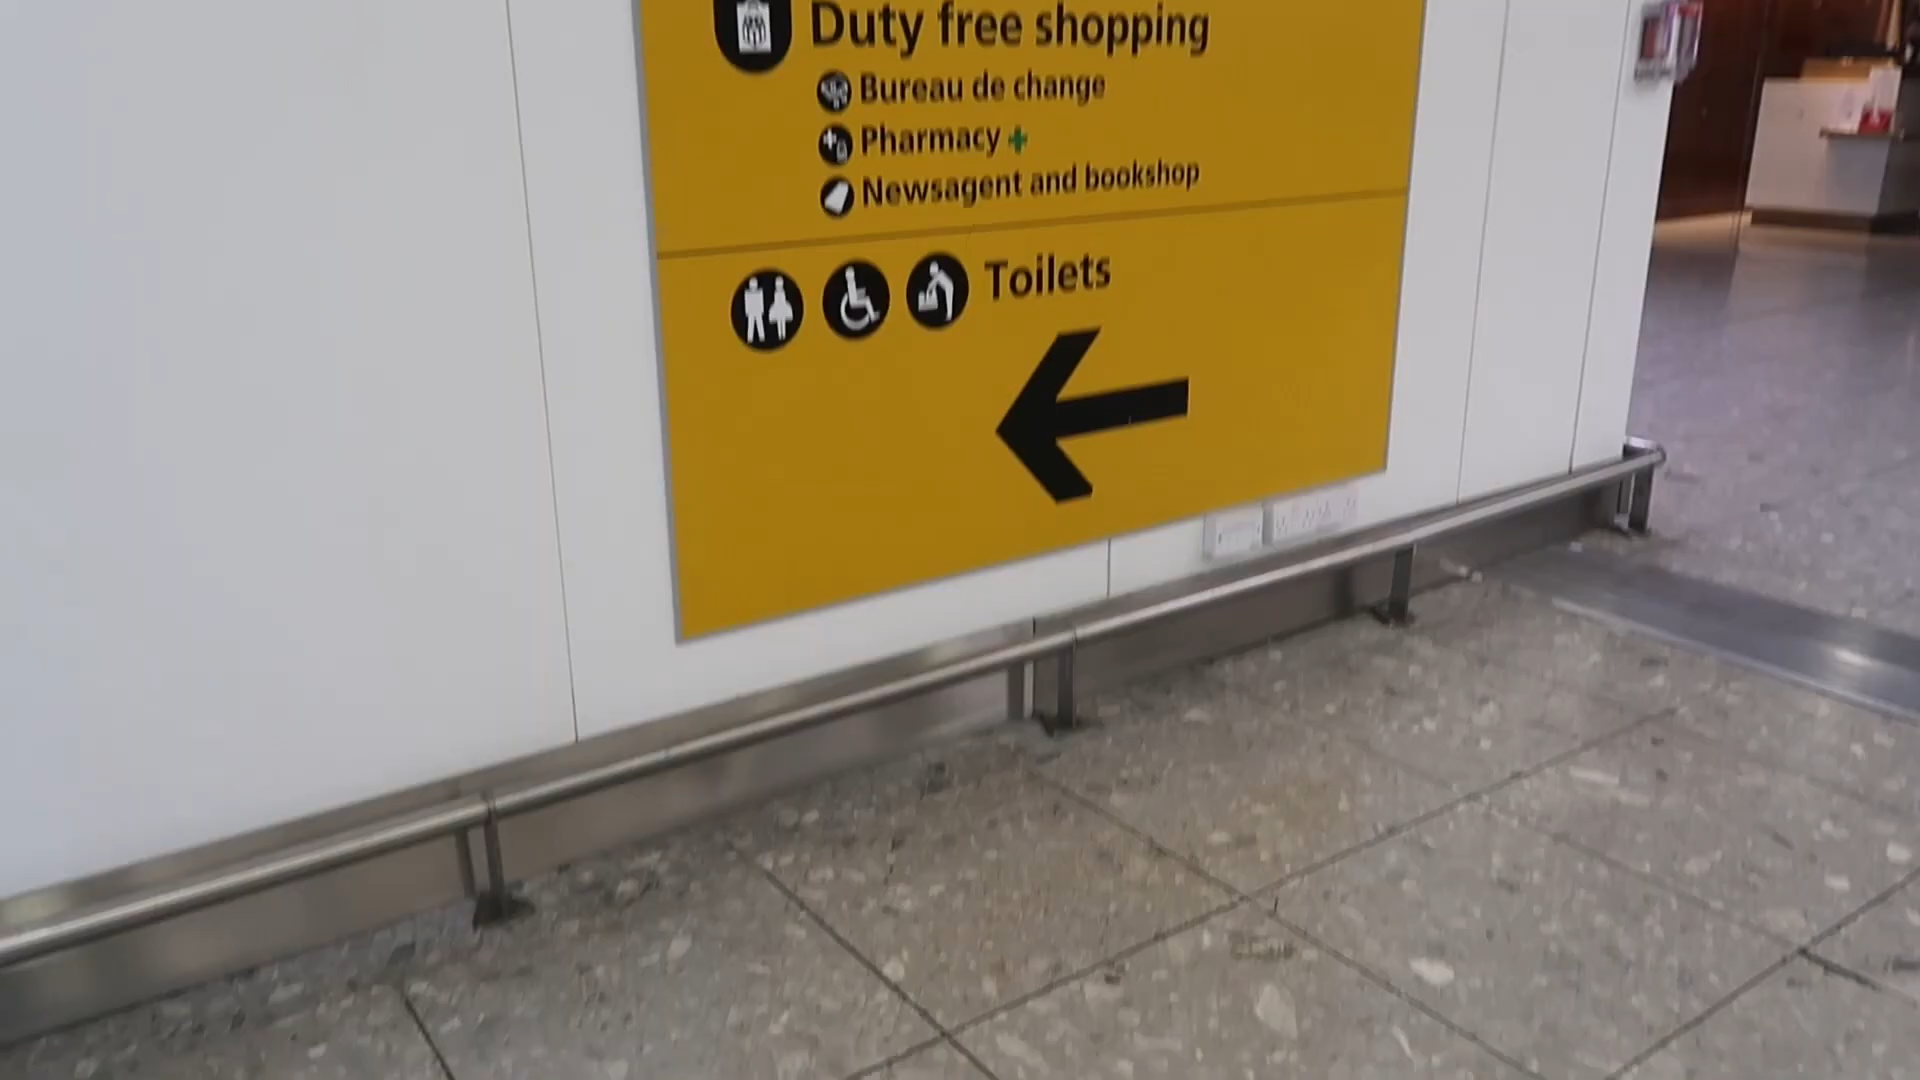 Duty free shopping
Bureau de change
Pharmacy
Newsagent and bookshop
Toilets